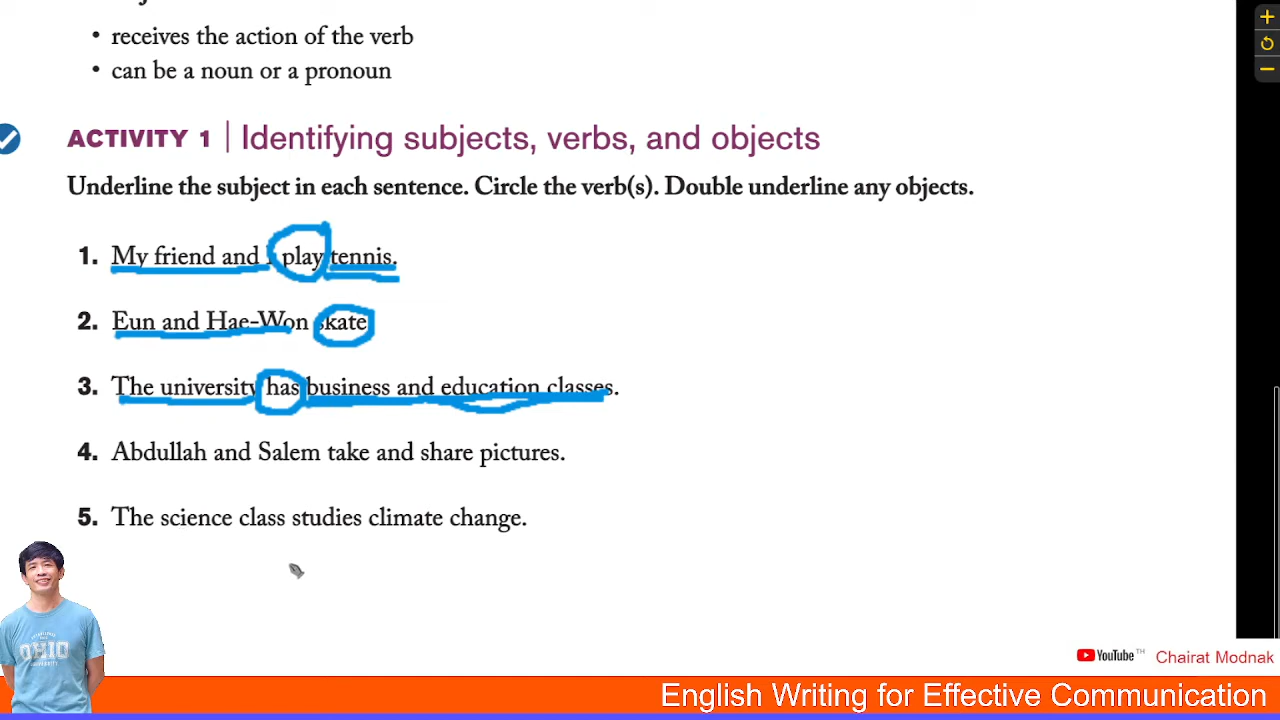 • receives the action of the verb
• can be a noun or a pronoun
ACTIVITY 1 | Identifying subjects, verbs, and objects
Underline the subject in each sentence. Circle the verb(s). Double underline any objects.
1. My friend and I play tennis.
2. Eun and Hae-Won skate
3. The university has business and education classes.
4. Abdullah and Salem take and share pictures.
5. The science class studies climate change.
OHIO
UNIVERSITY
YouTube™ Chairat Modnak
English Writing for Effective Communication